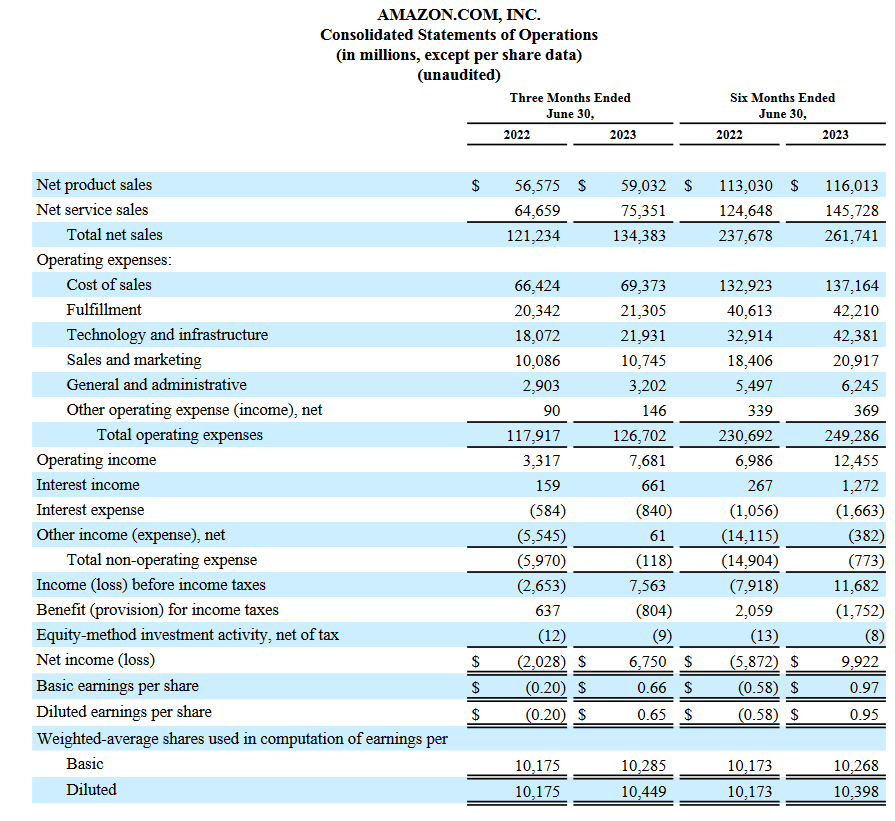 AMAZON.COM, INC.
Consolidated Statements of Operations
(in millions, except per share data)
(unaudited)
Three Months Ended June 30, Six Months Ended June 30,
2022 2023 2022 2023
Net product sales $ 56,575 $ 59,032 $ 113,030 $ 116,013
Net service sales 64,659 75,351 124,648 145,728
Total net sales 121,234 134,383 237,678 261,741
Operating expenses:
Cost of sales 66,424 69,373 132,923 137,164
Fulfillment 20,342 21,305 40,613 42,210
Technology and infrastructure 18,072 21,931 32,914 42,381
Sales and marketing 10,086 10,745 18,406 20,917
General and administrative 2,903 3,202 5,497 6,245
Other operating expense (income), net 90 146 339 369
Total operating expenses 117,917 126,702 230,692 249,286
Operating income 3,317 7,681 6,986 12,455
Interest income 159 661 267 1,272
Interest expense (584) (840) (1,056) (1,663)
Other income (expense), net (5,545) 61 (14,115) (382)
Total non-operating expense (5,970) (118) (14,904) (773)
Income (loss) before income taxes (2,653) 7,563 (7,918) 11,682
Benefit (provision) for income taxes 637 (804) 2,059 (1,752)
Equity-method investment activity, net of tax (12) (9) (13) (8)
Net income (loss) $ (2,028) $ 6,750 $ (5,872) $ 9,922
Basic earnings per share $ (0.20) $ 0.66 $ (0.58) $ 0.97
Diluted earnings per share $ (0.20) $ 0.65 $ (0.58) $ 0.95
Weighted-average shares used in computation of earnings per
Basic 10,175 10,285 10,173 10,268
Diluted 10,175 10,449 10,173 10,398